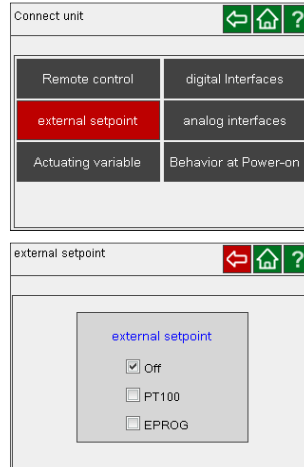 Connect unit ?
Remote control digital Interfaces
external setpoint analog interfaces
Actuating variable Behavior at Power-on
external setpoint ?
external setpoint
Off
PT100
EPROG